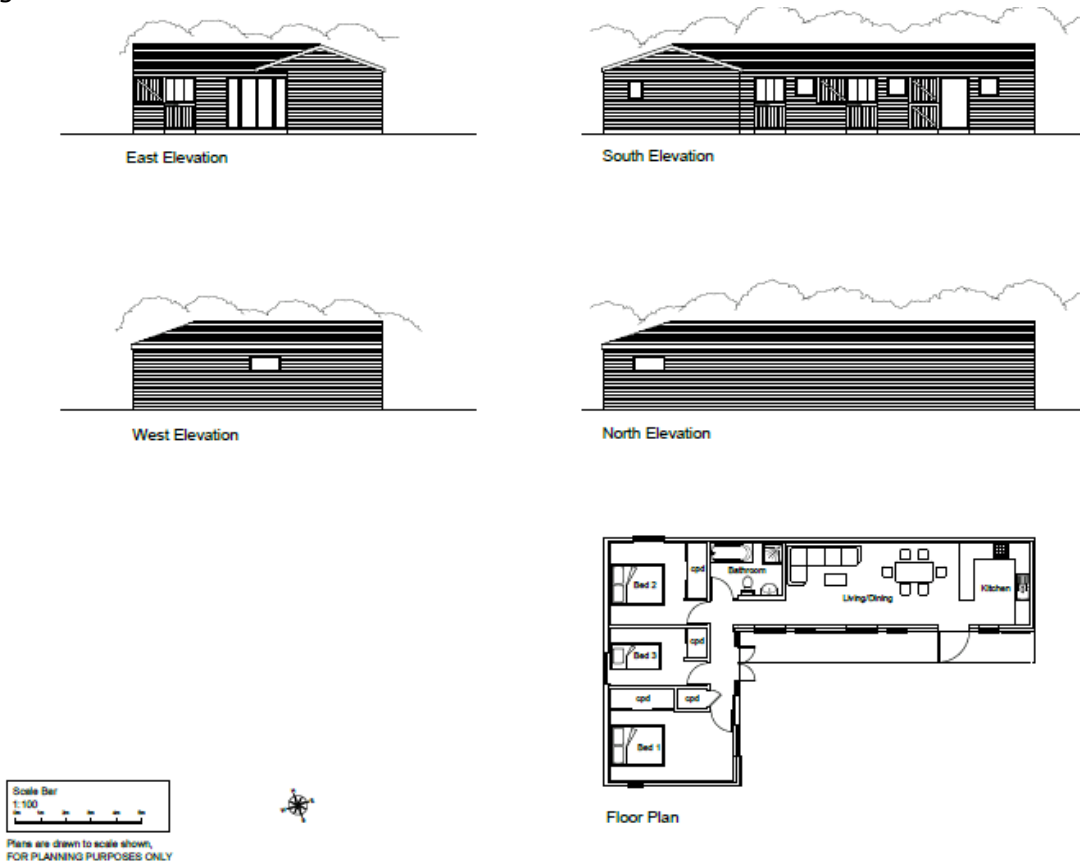 East Elevation
South Elevation
West Elevation
North Elevation
cpd
Bathroom
Bed 2
Kitchen
Living/Dining
cpd
Bed 3
cpd
cpd
Bed 1
Floor Plan
Scale Bar
1:100
Plans are drawn to scale shown,
FOR PLANNING PURPOSES ONLY